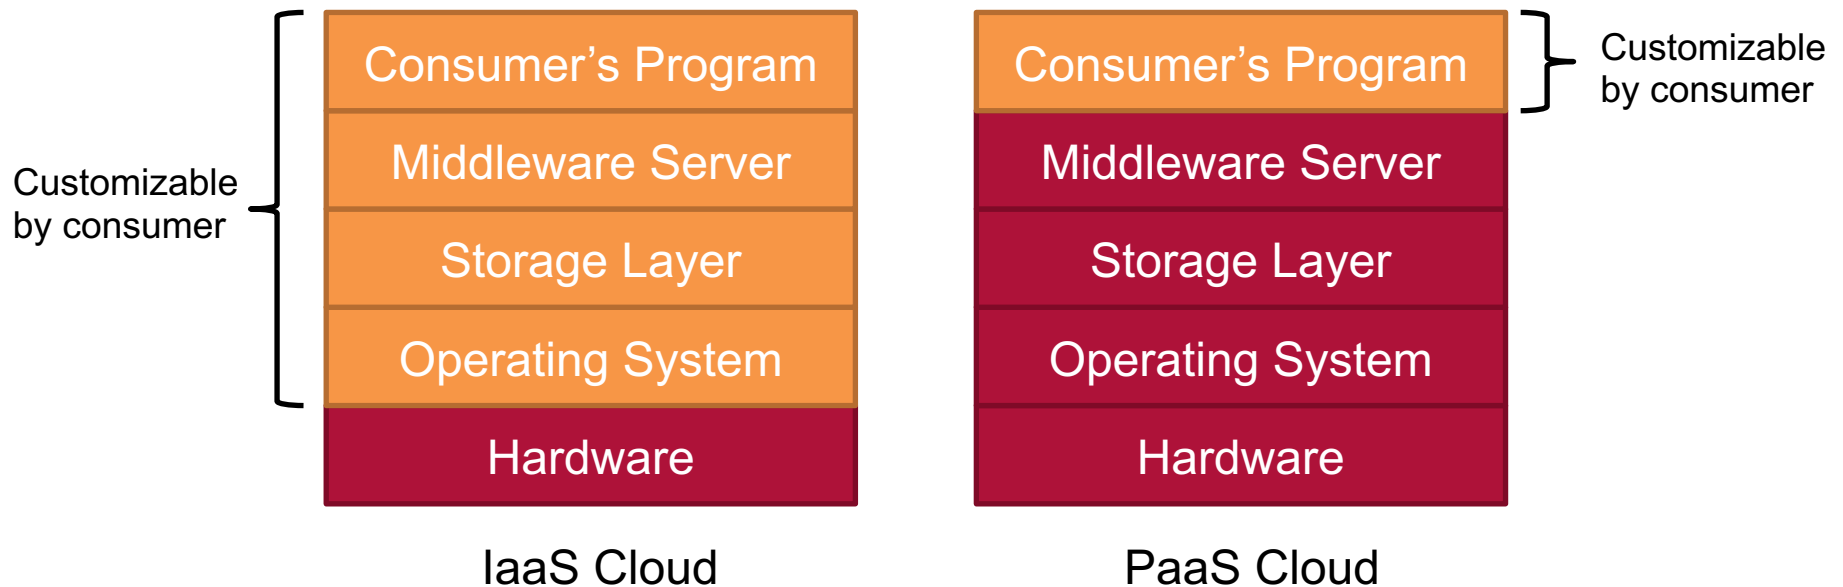 Customizable
by consumer
Consumer’s Program
Middleware Server
Storage Layer
Operating System
Hardware
IaaS Cloud
Consumer’s Program
Middleware Server
Storage Layer
Operating System
Hardware
PaaS Cloud
Customizable
by consumer